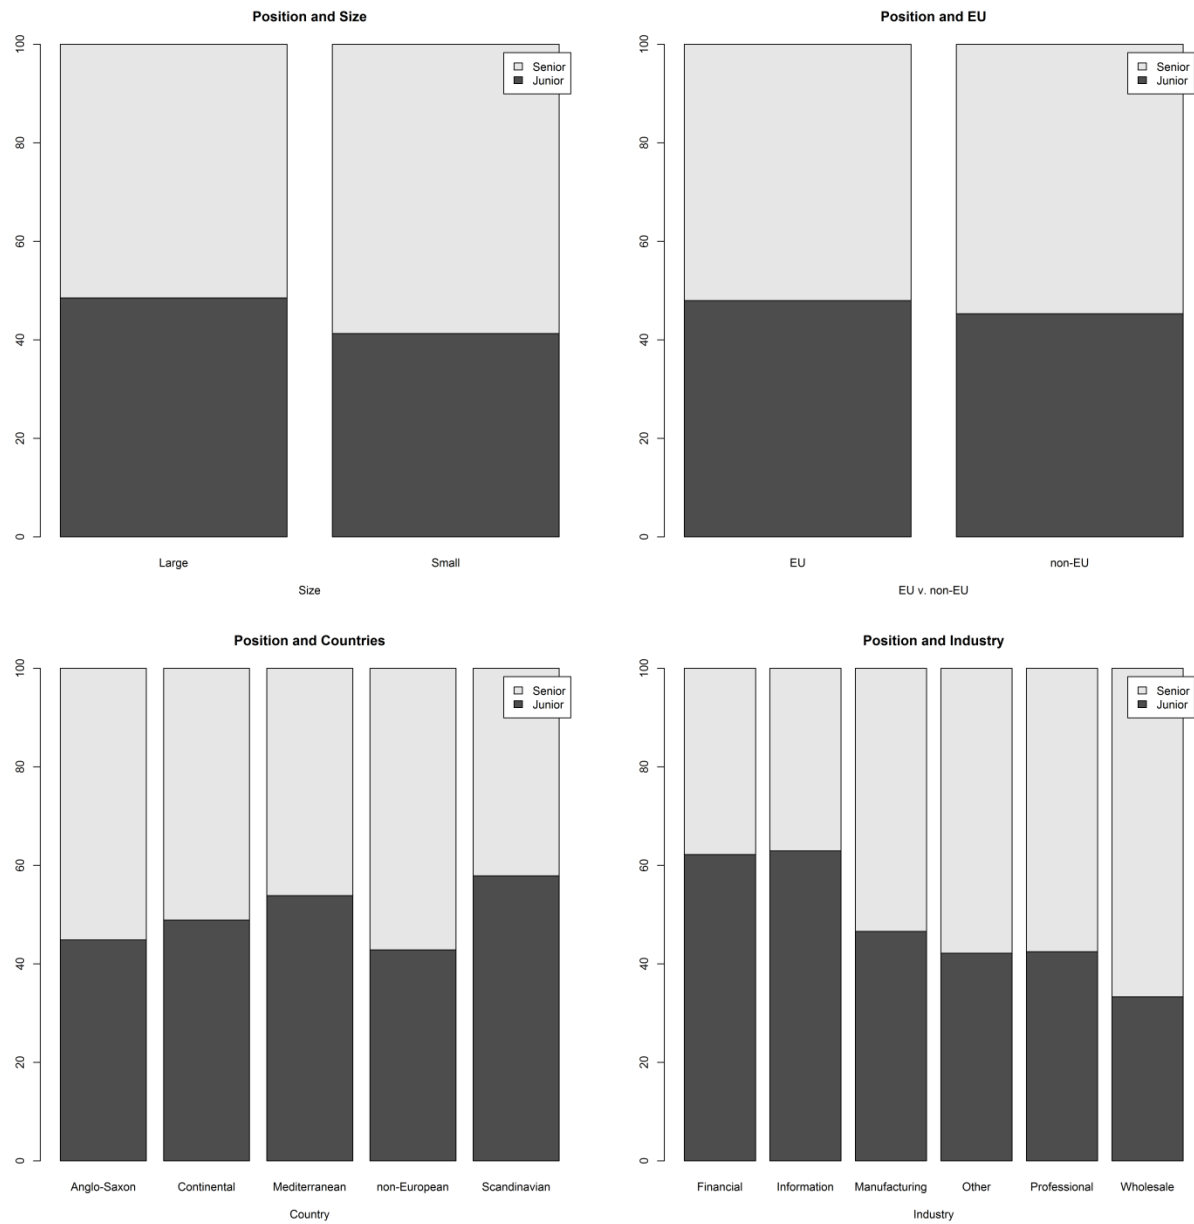 Position and Size
Senior
Junior
0
20
40
60
80
100
Large Small
Size
Position and EU
Senior
Junior
0
20
40
60
80
100
EU non-EU
EU v. non-EU
Position and Countries
Senior
Junior
0
20
40
60
80
100
Anglo-Saxon Continental Mediterranean non-European Scandinavian
Country
Position and Industry
Senior
Junior
0
20
40
60
80
100
Financial Information Manufacturing Other Professional Wholesale
Industry